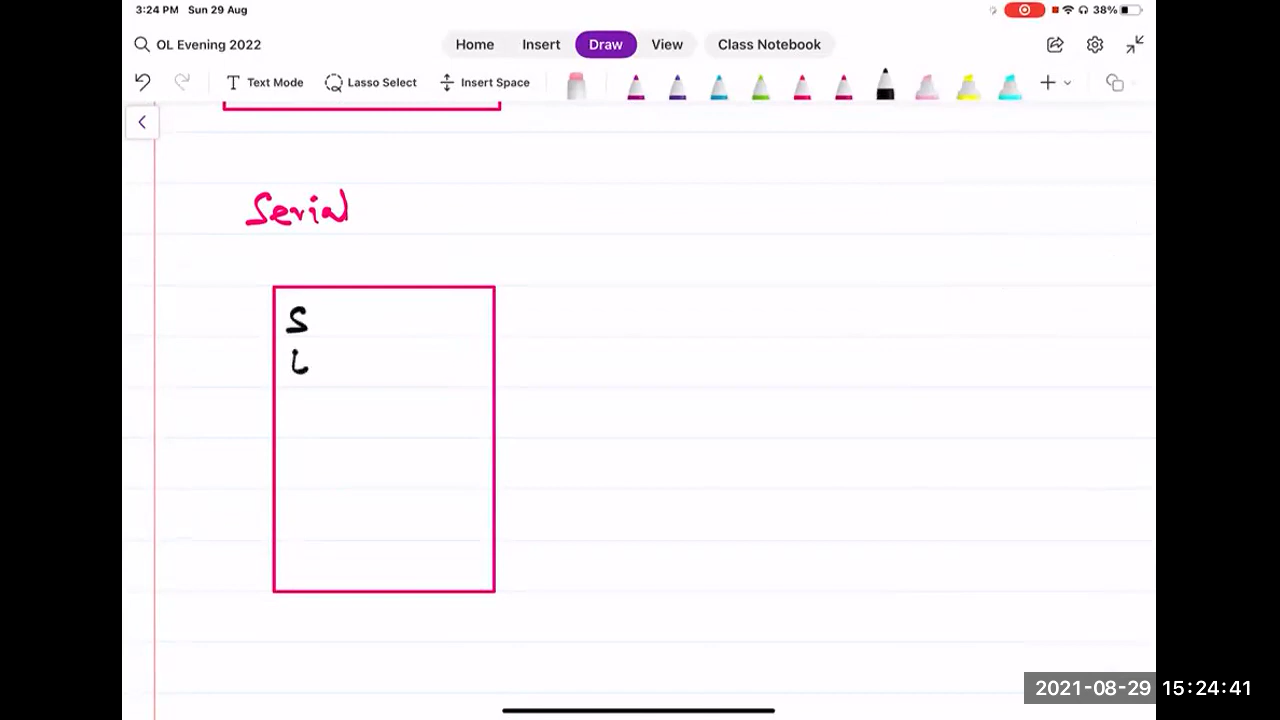 3:24 PM Sun 29 Aug 38%
OL Evening 2022 Home Insert Draw View Class Notebook
Text Mode Lasso Select Insert Space
Serial
S
L
2021-08-29 15:24:41